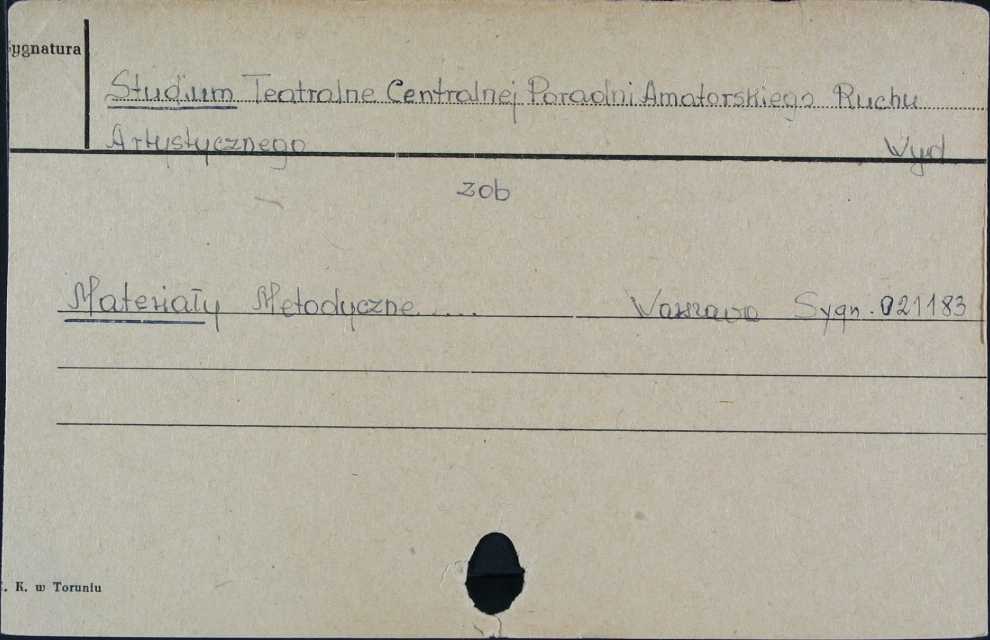 Sygnatura
Studium Teatralne Centralnej Poradni Amatorskiego Ruchu
Artystycznego Wyd
zob
Materiały Metodyczne..... Warszawa Sygn. 021183
. K. w Toruniu